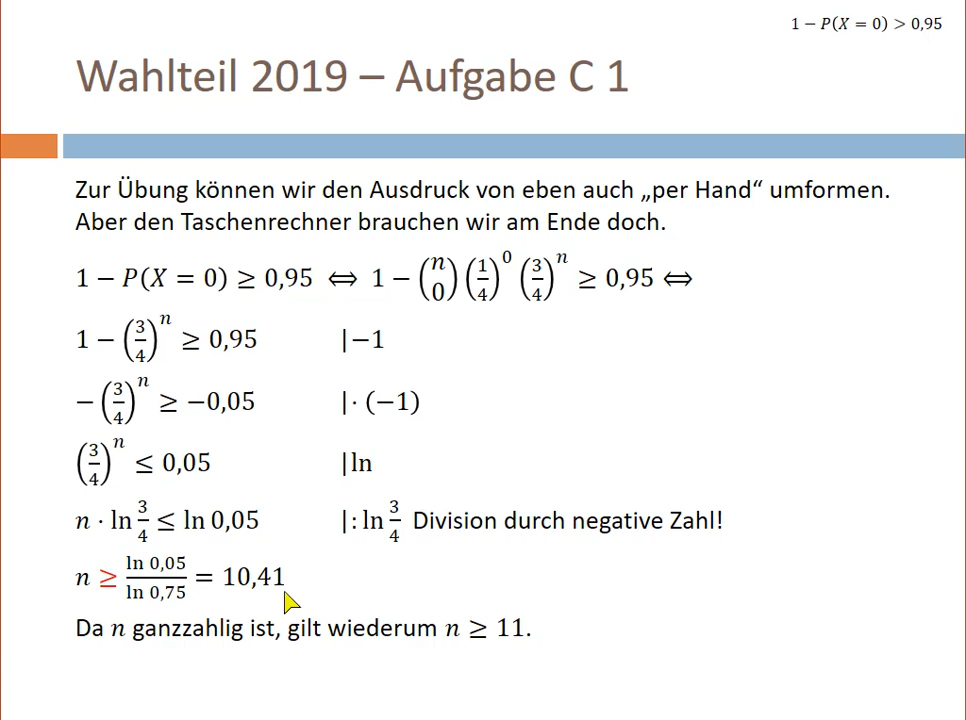 1 − P(X = 0) > 0,95
Wahlteil 2019 – Aufgabe C 1
Zur Übung können wir den Ausdruck von eben auch „per Hand“ umformen.
Aber den Taschenrechner brauchen wir am Ende doch.
1 − P(X = 0) ≥ 0,95 ⟺ 1 − (n über 0)(1/4)^0 (3/4)^n ≥ 0,95 ⟺
1 − (3/4)^n ≥ 0,95 |−1
−(3/4)^n ≥ −0,05 |· (−1)
(3/4)^n ≤ 0,05 |ln
n · ln 3/4 ≤ ln 0,05 |: ln 3/4 Division durch negative Zahl!
n ≥ ln 0,05 / ln 0,75 = 10,41
Da n ganzzahlig ist, gilt wiederum n ≥ 11.